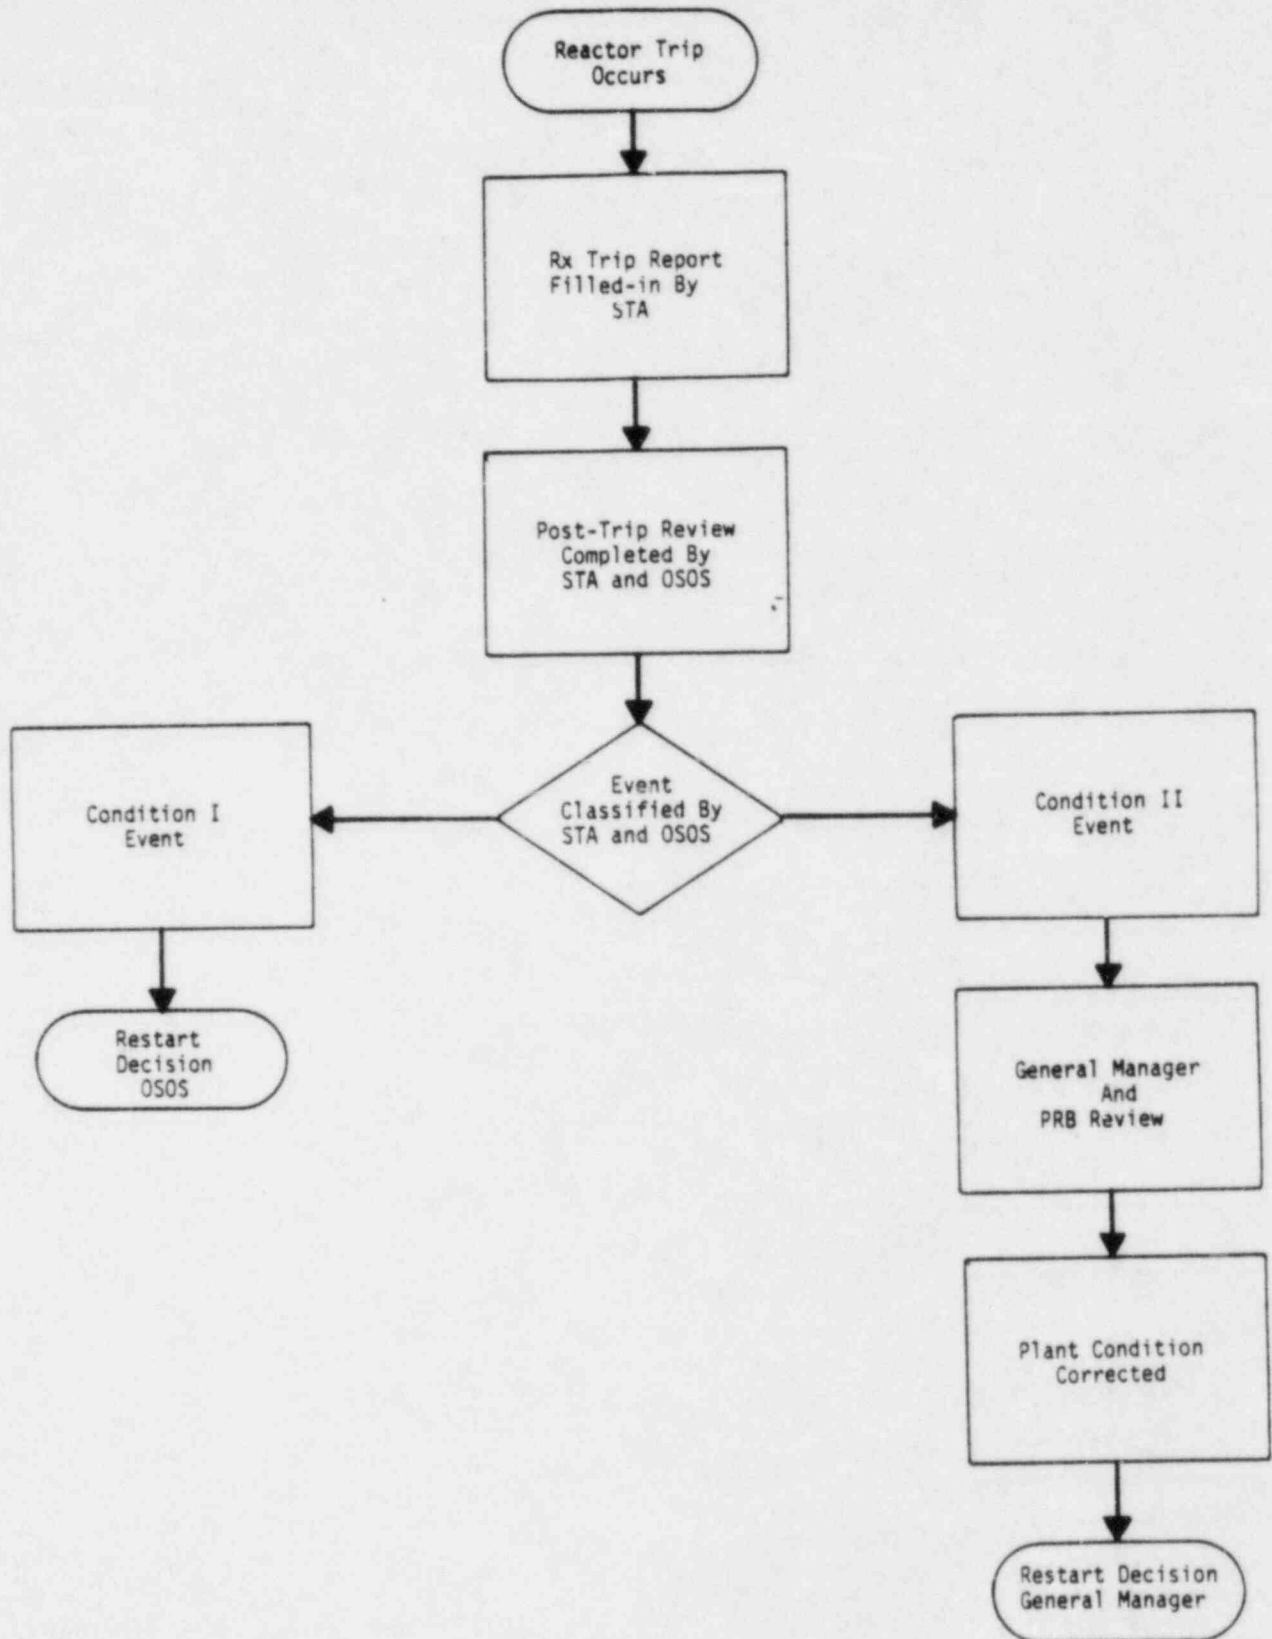 Reactor Trip
Occurs
Rx Trip Report
Filled-in By
STA
Post-Trip Review
Completed By
STA and OSOS
Event
Classified By
STA and OSOS
Condition I
Event
Restart
Decision
OSOS
Condition II
Event
General Manager
And
PRB Review
Plant Condition
Corrected
Restart Decision
General Manager